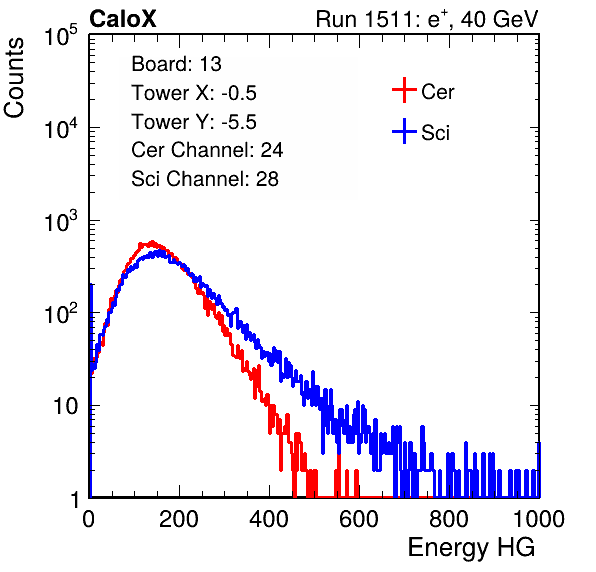 CaloX Run 1511: e⁺, 40 GeV
Counts
10⁵
10⁴
10³
10²
10
1
Board: 13
Tower X: -0.5
Tower Y: -5.5
Cer Channel: 24
Sci Channel: 28
Cer
Sci
0 200 400 600 800 1000
Energy HG